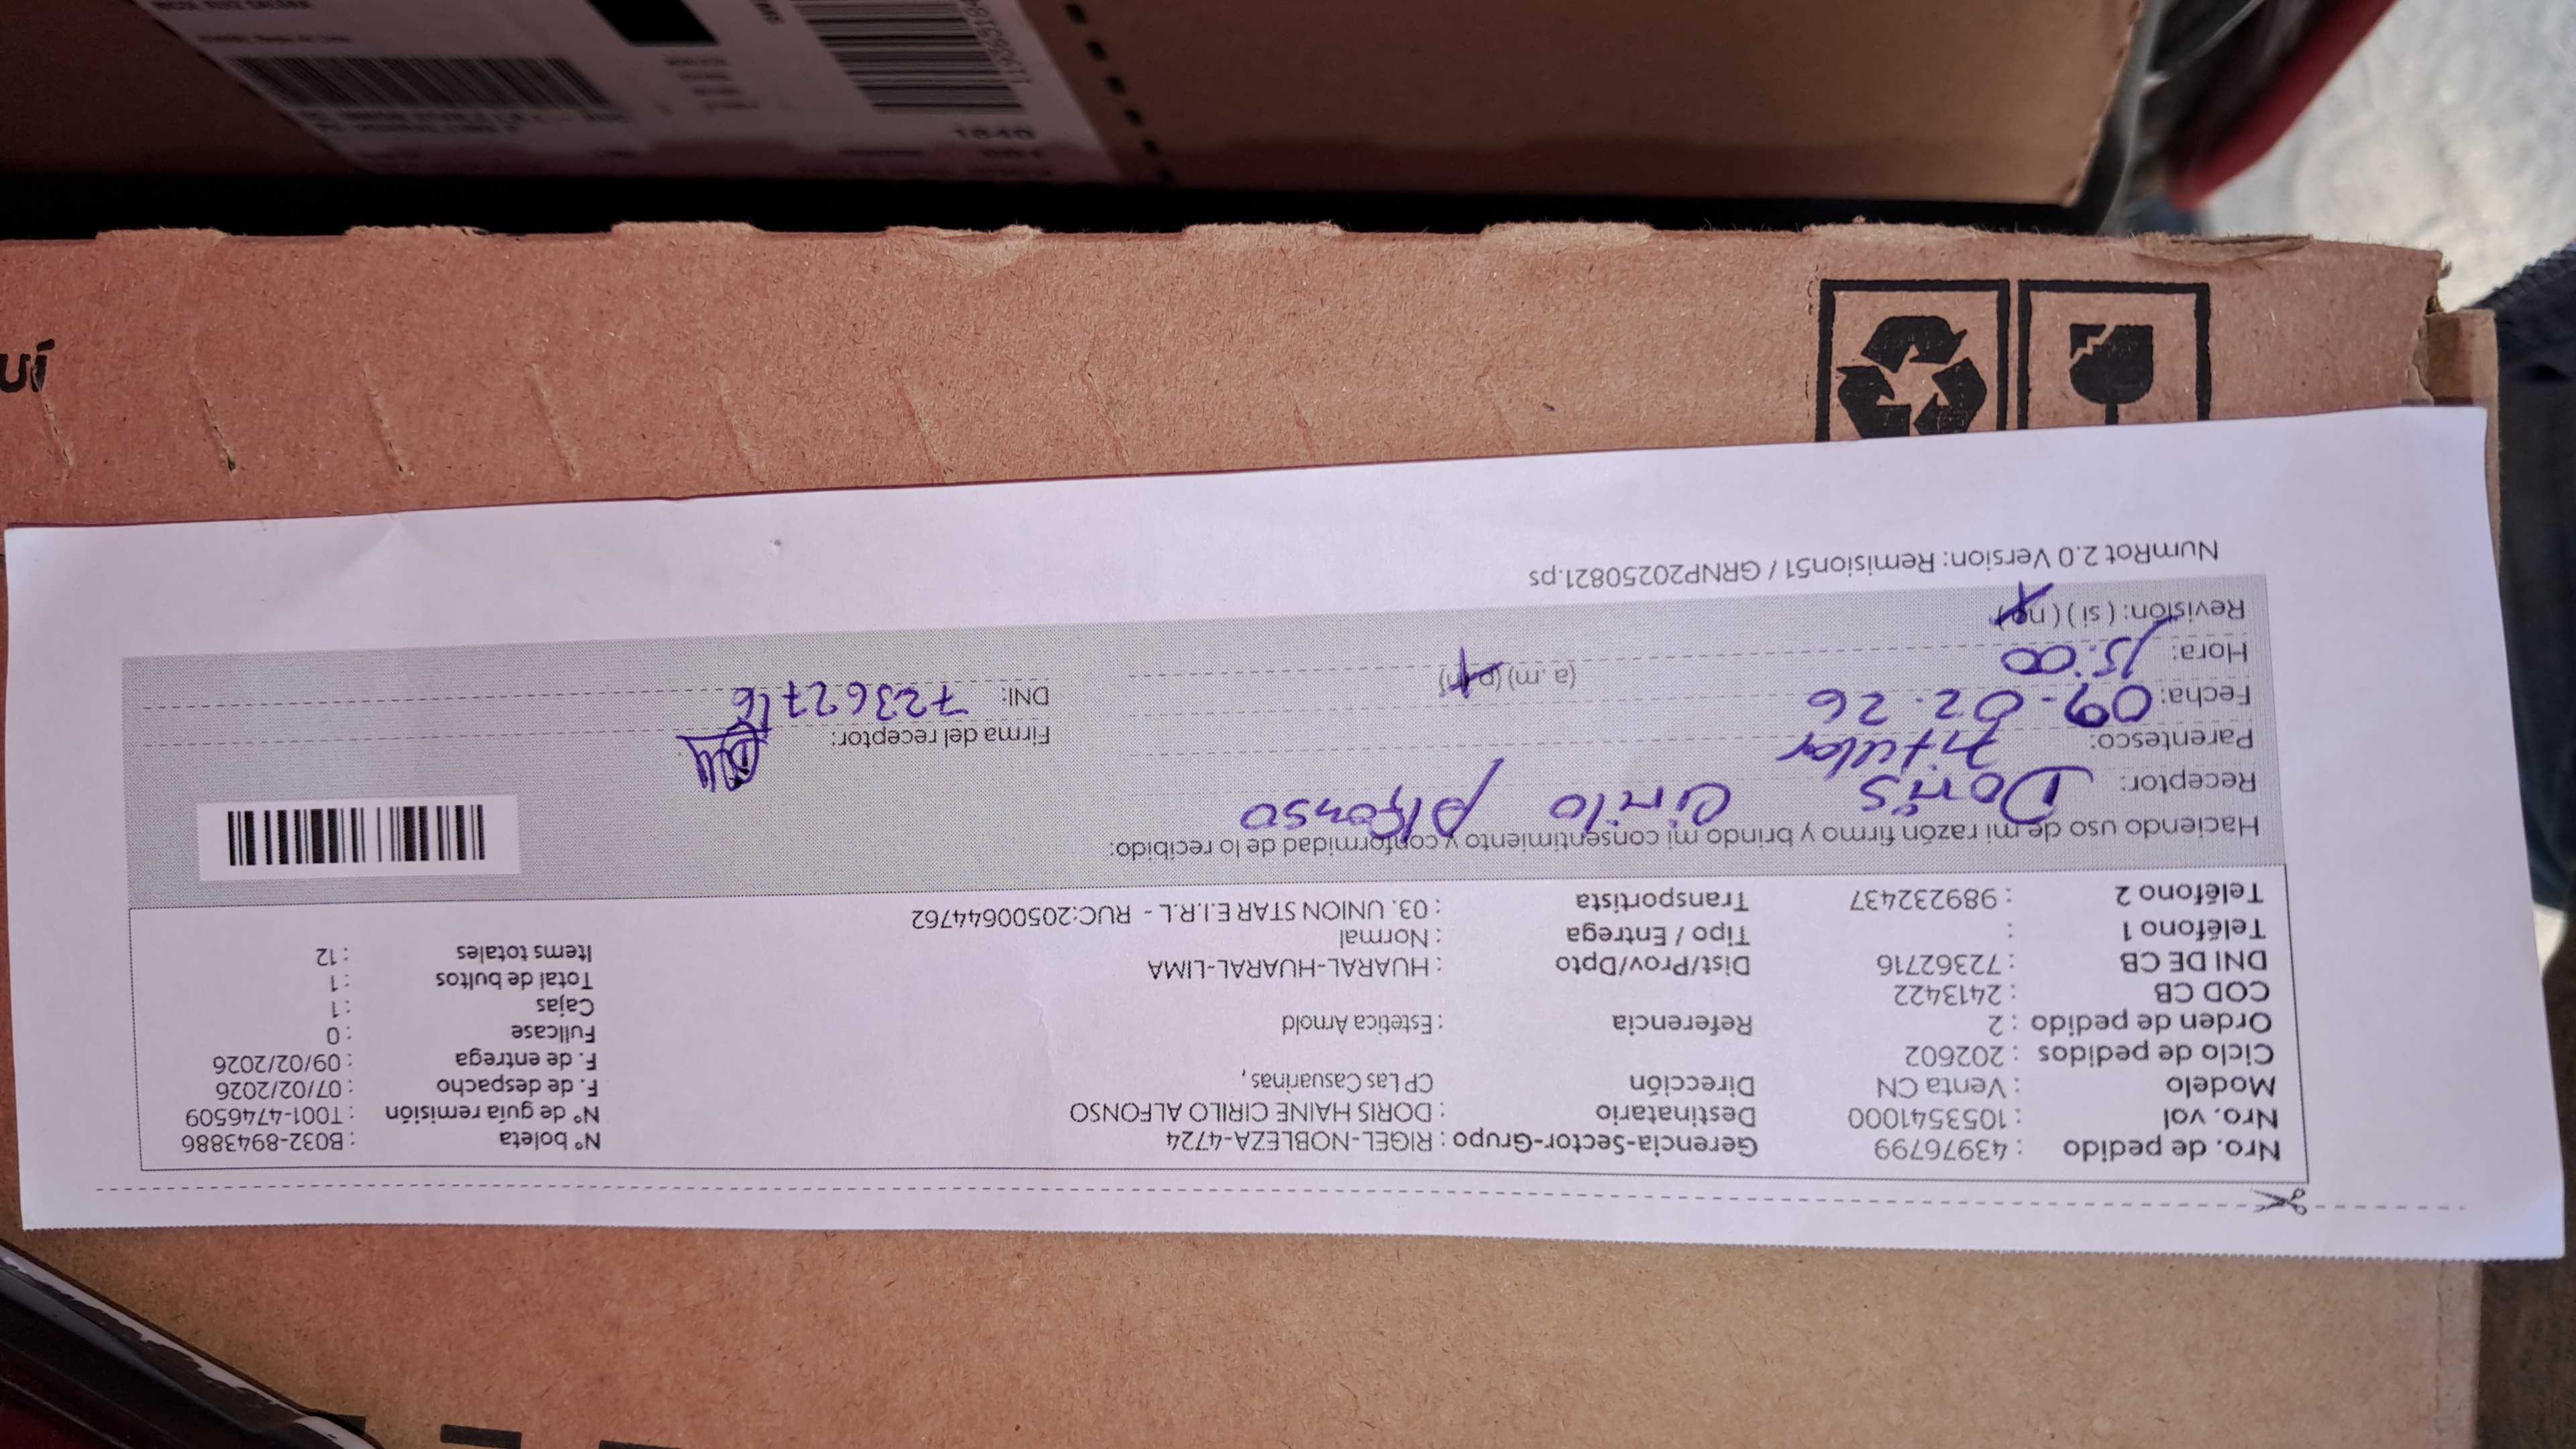 Nro. de pedido : 43976799 Gerencia-Sector-Grupo : RIGEL-NOBLEZA-4724 Nº boleta : B032-8943886
Nro. vol : 1053541000 Destinatario : DORIS HAINE CIRILO ALFONSO Nº de guía remisión : T001-4746509
Modelo : Venta CN Dirección CP Las Casuarinas, F. de despacho : 07/02/2026
Ciclo de pedidos : 202602 F. de entrega : 09/02/2026
Orden de pedido : 2 Referencia : Estetica Arnold Fullcase : 0
COD CB : 2413422 Cajas : 1
DNI DE CB : 72362716 Dist/Prov/Dpto : HUARAL-HUARAL-LIMA Total de bultos : 1
Teléfono 1 : Tipo / Entrega : Normal Items totales : 12
Teléfono 2 : 989232437 Transportista : 03. UNION STAR E.I.R.L - RUC:20500644762
Haciendo uso de mi razón firmo y brindo mi consentimiento y conformidad de lo recibido:
Receptor: Doris Cirilo Alfonso
Parentesco: titular Firma del receptor:
Fecha: 09-02-26 DNI: 72362716
Hora: 15:00 (a.m) (p.m)
Revisión: (si) (no)
NumRot 2.0 Version: Remision51 / GRNP20250821.ps
uí
1840